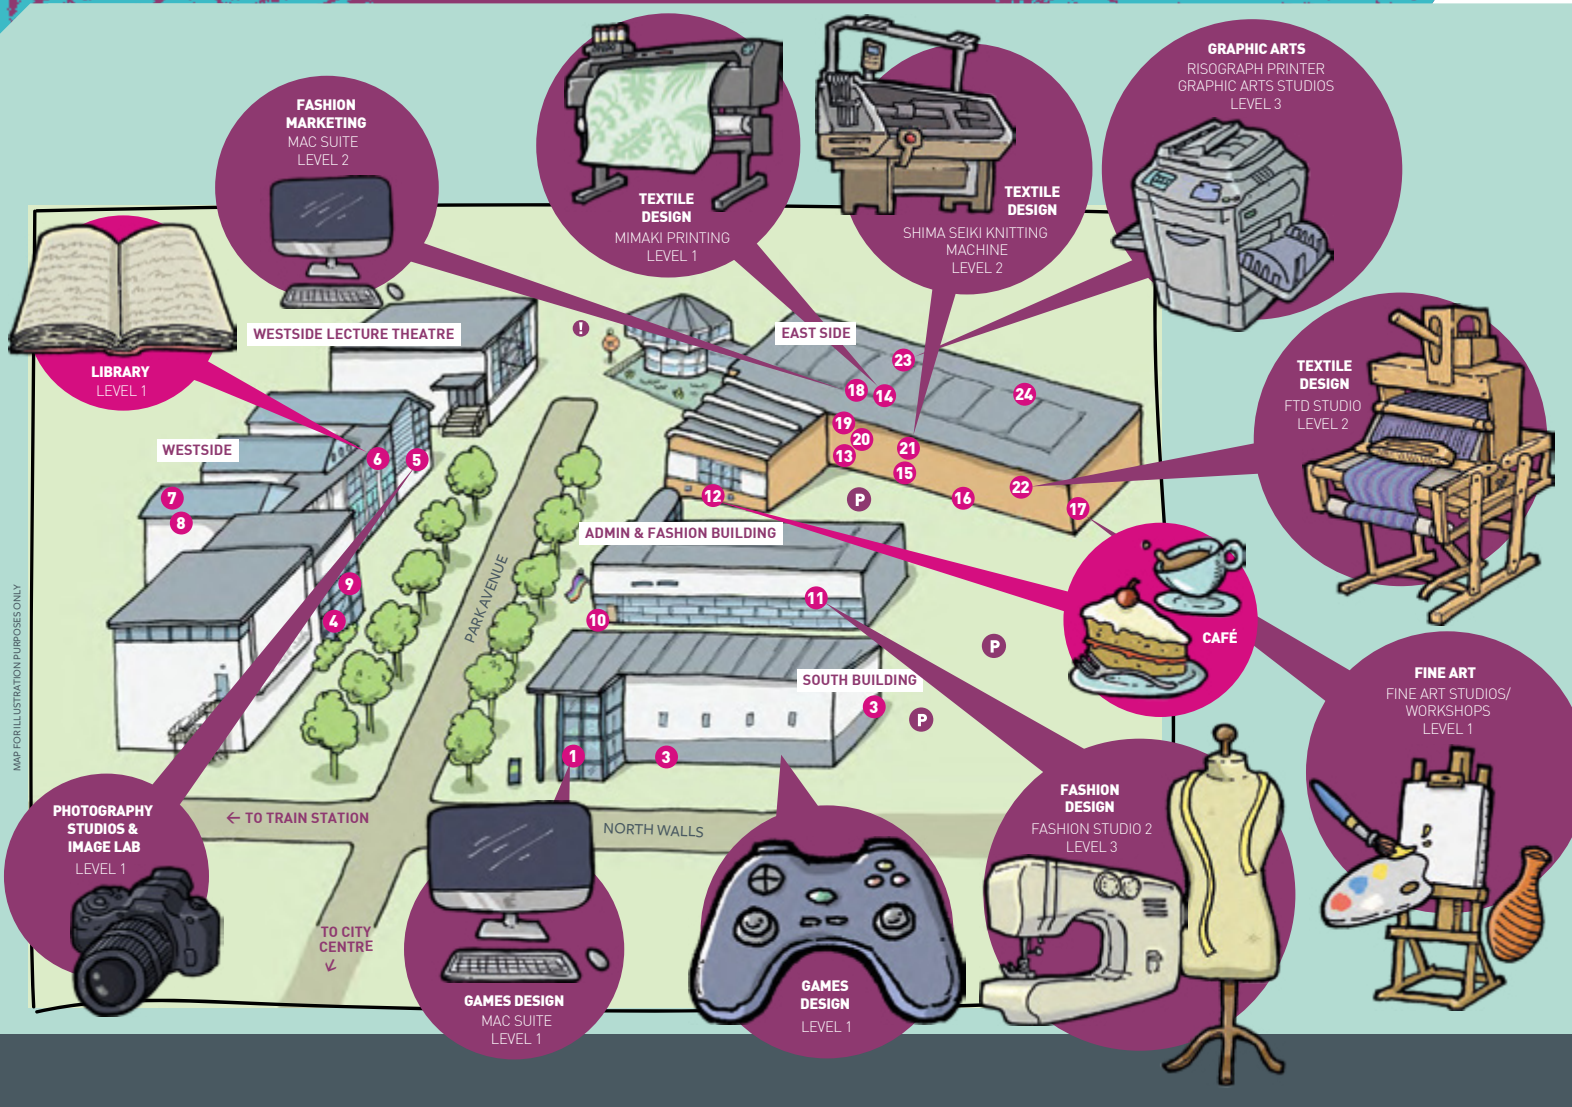 GRAPHIC ARTS
RISOGRAPH PRINTER
GRAPHIC ARTS STUDIOS
LEVEL 3
FASHION
MARKETING
MAC SUITE
LEVEL 2
TEXTILE
DESIGN
MIMAKI PRINTING
LEVEL 1
TEXTILE
DESIGN
SHIMA SEIKI KNITTING
MACHINE
LEVEL 2
LIBRARY
LEVEL 1
WESTSIDE LECTURE THEATRE
!
EAST SIDE
23
18
14
24
TEXTILE
DESIGN
FTD STUDIO
LEVEL 2
WESTSIDE
6
5
19
20
13
21
15
22
16
17
7
8
12
P
ADMIN & FASHION BUILDING
PARK AVENUE
9
4
10
11
P
CAFÉ
MAP FOR ILLUSTRATION PURPOSES ONLY
SOUTH BUILDING
3
P
1
3
FINE ART
FINE ART STUDIOS/
WORKSHOPS
LEVEL 1
PHOTOGRAPHY
STUDIOS &
IMAGE LAB
LEVEL 1
← TO TRAIN STATION
NORTH WALLS
FASHION
DESIGN
FASHION STUDIO 2
LEVEL 3
TO CITY
CENTRE
↙
GAMES DESIGN
MAC SUITE
LEVEL 1
GAMES
DESIGN
LEVEL 1